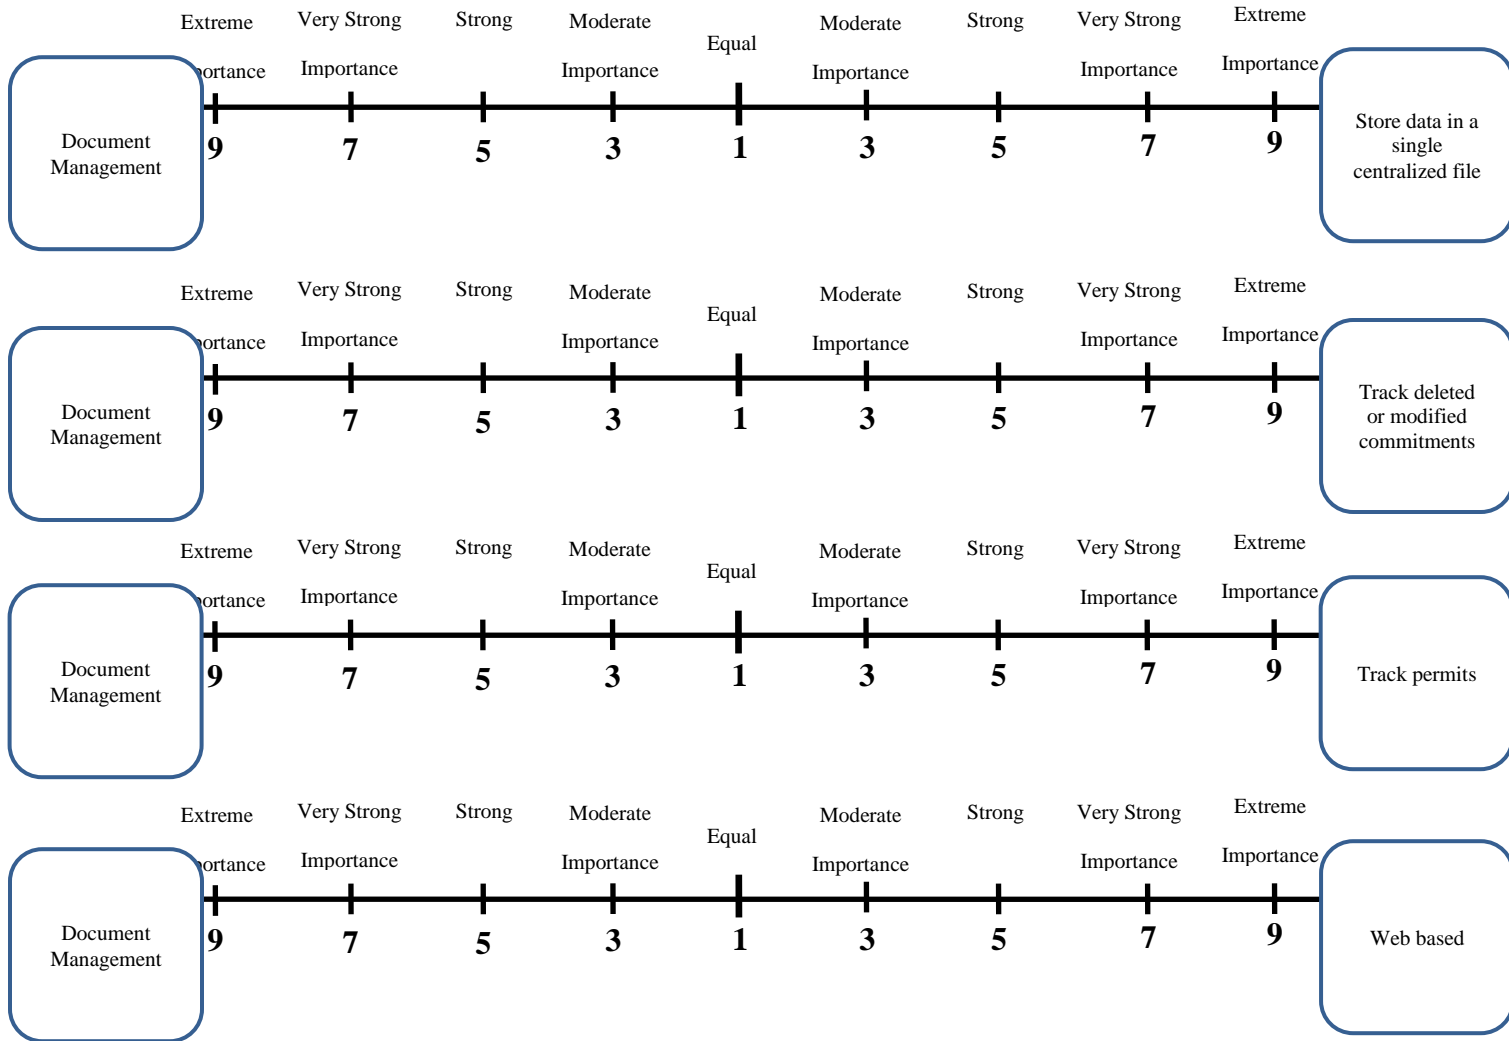 Extreme Very Strong Strong Moderate Equal Moderate Strong Very Strong Extreme
portance Importance Importance Importance Importance Importance
Document
Management
9 7 5 3 1 3 5 7 9
Store data in a
single
centralized file
Extreme Very Strong Strong Moderate Equal Moderate Strong Very Strong Extreme
portance Importance Importance Importance Importance Importance
Document
Management
9 7 5 3 1 3 5 7 9
Track deleted
or modified
commitments
Extreme Very Strong Strong Moderate Equal Moderate Strong Very Strong Extreme
portance Importance Importance Importance Importance Importance
Document
Management
9 7 5 3 1 3 5 7 9
Track permits
Extreme Very Strong Strong Moderate Equal Moderate Strong Very Strong Extreme
portance Importance Importance Importance Importance Importance
Document
Management
9 7 5 3 1 3 5 7 9
Web based